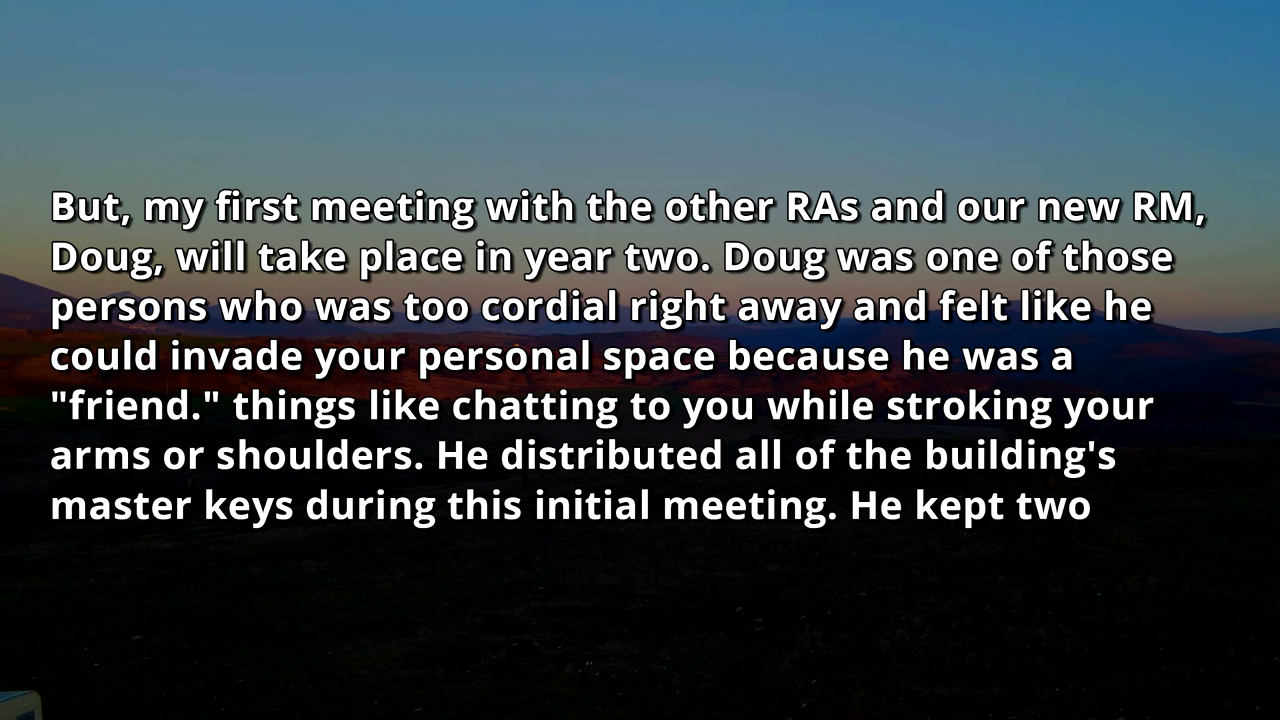 But, my first meeting with the other RAs and our new RM,
Doug, will take place in year two. Doug was one of those
persons who was too cordial right away and felt like he
could invade your personal space because he was a
"friend." things like chatting to you while stroking your
arms or shoulders. He distributed all of the building's
master keys during this initial meeting. He kept two